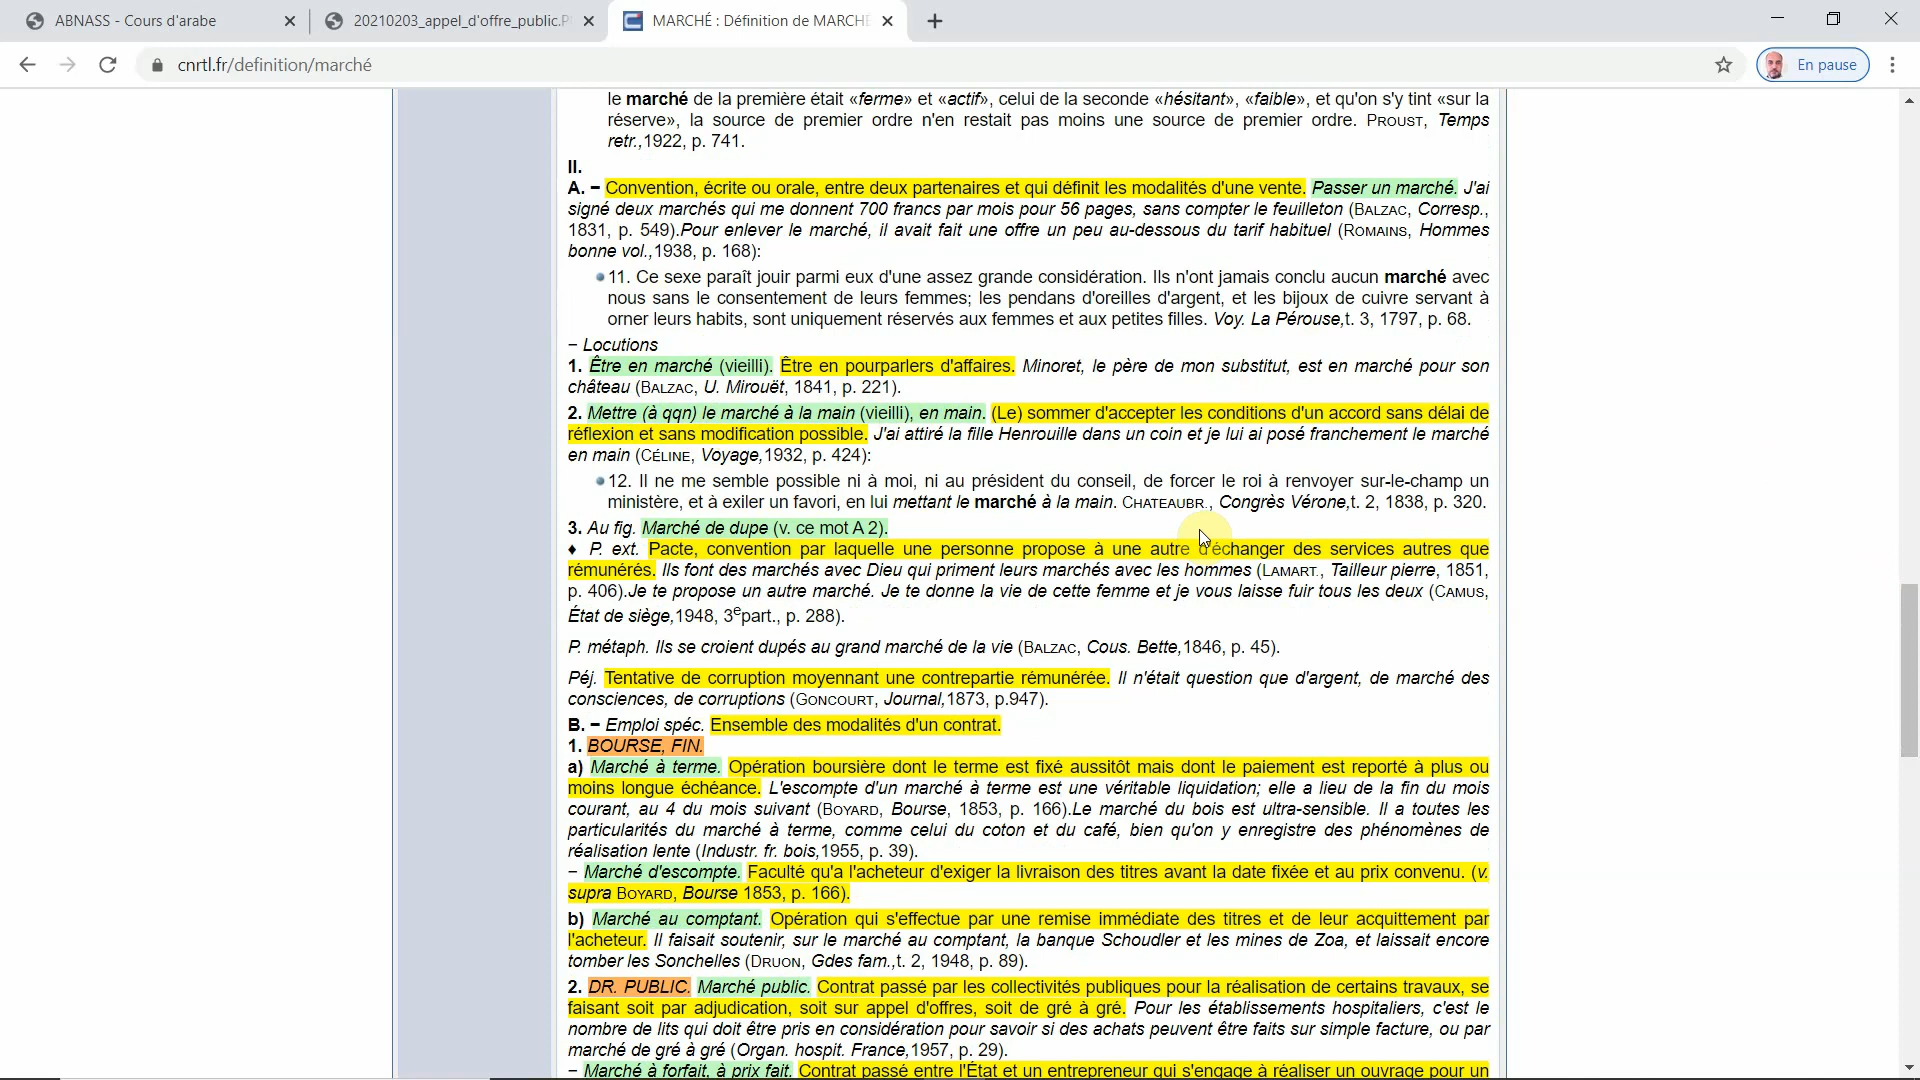 ABNASS - Cours d'arabe
20210203_appel_d'offre_public.P
MARCHÉ : Définition de MARCHE
cnrtl.fr/definition/marché
En pause
le marché de la première était «ferme» et «actif», celui de la seconde «hésitant», «faible», et qu'on s'y tint «sur la
réserve», la source de premier ordre n'en restait pas moins une source de premier ordre. PROUST, Temps
retr.,1922, p. 741.
II.
A. − Convention, écrite ou orale, entre deux partenaires et qui définit les modalités d'une vente. Passer un marché. J'ai
signé deux marchés qui me donnent 700 francs par mois pour 56 pages, sans compter le feuilleton (BALZAC, Corresp.,
1831, p. 549).Pour enlever le marché, il avait fait une offre un peu au-dessous du tarif habituel (ROMAINS, Hommes
bonne vol.,1938, p. 168):
11. Ce sexe paraît jouir parmi eux d'une assez grande considération. Ils n'ont jamais conclu aucun marché avec
nous sans le consentement de leurs femmes; les pendans d'oreilles d'argent, et les bijoux de cuivre servant à
orner leurs habits, sont uniquement réservés aux femmes et aux petites filles. Voy. La Pérouse,t. 3, 1797, p. 68.
− Locutions
1. Être en marché (vieilli). Être en pourparlers d'affaires. Minoret, le père de mon substitut, est en marché pour son
château (BALZAC, U. Mirouët, 1841, p. 221).
2. Mettre (à qqn) le marché à la main (vieilli), en main. (Le) sommer d'accepter les conditions d'un accord sans délai de
réflexion et sans modification possible. J'ai attiré la fille Henrouille dans un coin et je lui ai posé franchement le marché
en main (CÉLINE, Voyage,1932, p. 424):
12. Il ne me semble possible ni à moi, ni au président du conseil, de forcer le roi à renvoyer sur-le-champ un
ministère, et à exiler un favori, en lui mettant le marché à la main. CHATEAUBR., Congrès Vérone,t. 2, 1838, p. 320.
3. Au fig. Marché de dupe (v. ce mot A 2).
♦ P. ext. Pacte, convention par laquelle une personne propose à une autre d'échanger des services autres que
rémunérés. Ils font des marchés avec Dieu qui priment leurs marchés avec les hommes (LAMART., Tailleur pierre, 1851,
p. 406).Je te propose un autre marché. Je te donne la vie de cette femme et je vous laisse fuir tous les deux (CAMUS,
État de siège,1948, 3e part., p. 288).
P. métaph. Ils se croient dupés au grand marché de la vie (BALZAC, Cous. Bette,1846, p. 45).
Péj. Tentative de corruption moyennant une contrepartie rémunérée. Il n'était question que d'argent, de marché des
consciences, de corruptions (GONCOURT, Journal,1873, p.947).
B. − Emploi spéc. Ensemble des modalités d'un contrat.
1. BOURSE, FIN.
a) Marché à terme. Opération boursière dont le terme est fixé aussitôt mais dont le paiement est reporté à plus ou
moins longue échéance. L'escompte d'un marché à terme est une véritable liquidation; elle a lieu de la fin du mois
courant, au 4 du mois suivant (BOYARD, Bourse, 1853, p. 166).Le marché du bois est ultra-sensible. Il a toutes les
particularités du marché à terme, comme celui du coton et du café, bien qu'on y enregistre des phénomènes de
réalisation lente (Industr. fr. bois,1955, p. 39).
− Marché d'escompte. Faculté qu'a l'acheteur d'exiger la livraison des titres avant la date fixée et au prix convenu. (v.
supra BOYARD, Bourse 1853, p. 166).
b) Marché au comptant. Opération qui s'effectue par une remise immédiate des titres et de leur acquittement par
l'acheteur. Il faisait soutenir, sur le marché au comptant, la banque Schoudler et les mines de Zoa, et laissait encore
tomber les Sonchelles (DRUON, Gdes fam.,t. 2, 1948, p. 89).
2. DR. PUBLIC. Marché public. Contrat passé par les collectivités publiques pour la réalisation de certains travaux, se
faisant soit par adjudication, soit sur appel d'offres, soit de gré à gré. Pour les établissements hospitaliers, c'est le
nombre de lits qui doit être pris en considération pour savoir si des achats peuvent être faits sur simple facture, ou par
marché de gré à gré (Organ. hospit. France,1957, p. 29).
− Marché à forfait, à prix fait. Contrat passé entre l'État et un entrepreneur qui s'engage à réaliser un ouvrage pour un